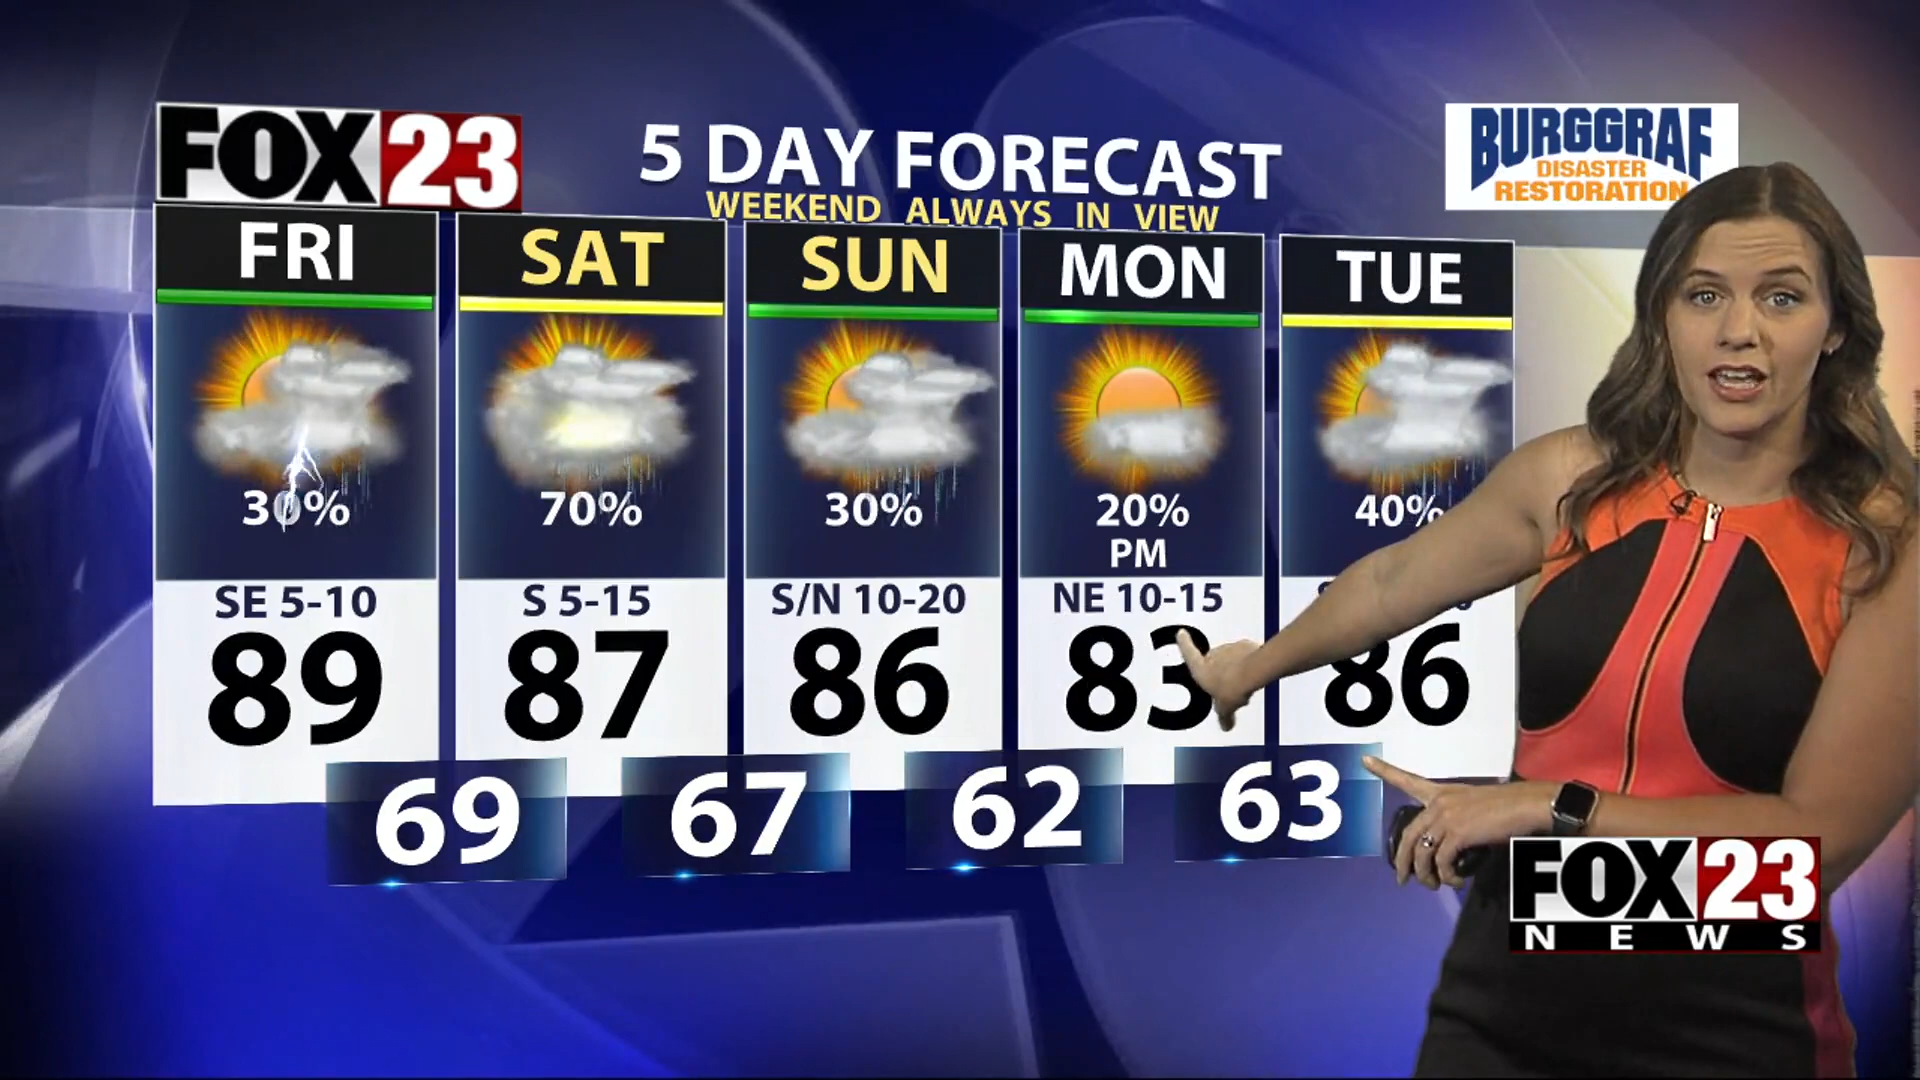 FOX 23
5 DAY FORECAST
WEEKEND ALWAYS IN VIEW
BURGGRAF
DISASTER
RESTORATION
FRI
30%
SE 5-10
89
SAT
70%
S 5-15
87
SUN
30%
S/N 10-20
86
MON
20%
PM
NE 10-15
83
TUE
40%
86
69
67
62
63
FOX 23
NEWS